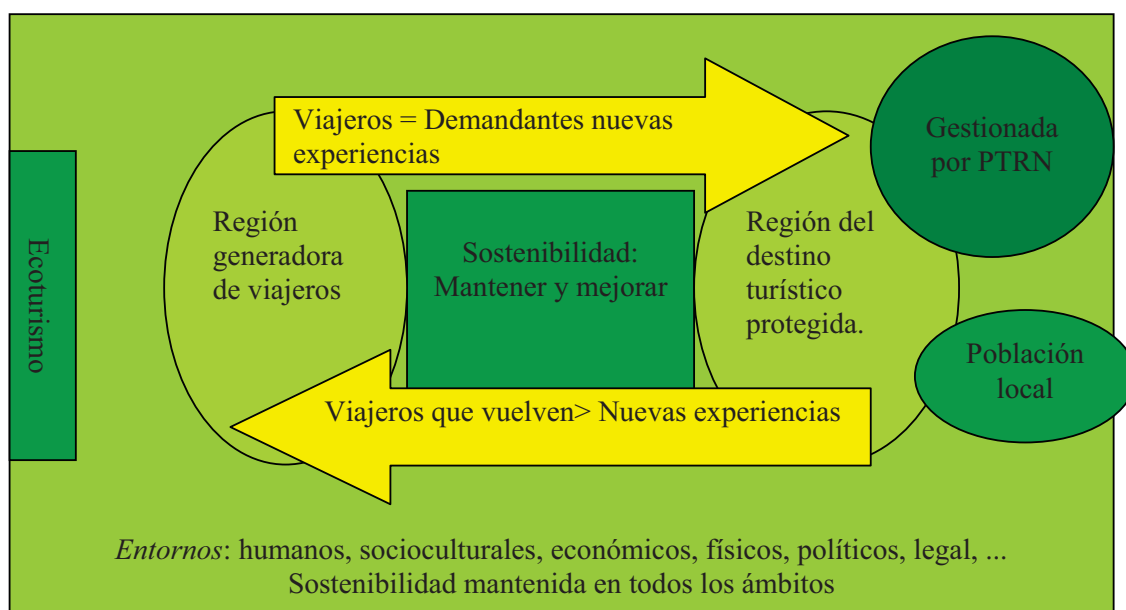 Viajeros = Demandantes nuevas
experiencias
Gestionada
por PTRN
Ecoturismo
Región
generadora
de viajeros
Sostenibilidad:
Mantener y mejorar
Región del
destino
turístico
protegida.
Población
local
Viajeros que vuelven> Nuevas experiencias
Entornos: humanos, socioculturales, económicos, físicos, políticos, legal, ...
Sostenibilidad mantenida en todos los ámbitos